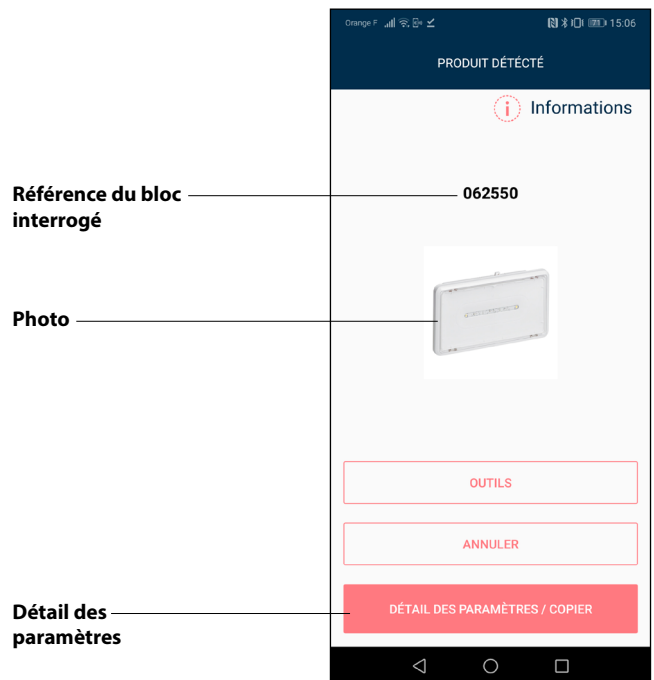 Orange F 15:06
PRODUIT DÉTÉCTÉ
i Informations
Référence du bloc
interrogé
062550
Photo
OUTILS
ANNULER
Détail des
paramètres
DÉTAIL DES PARAMÈTRES / COPIER